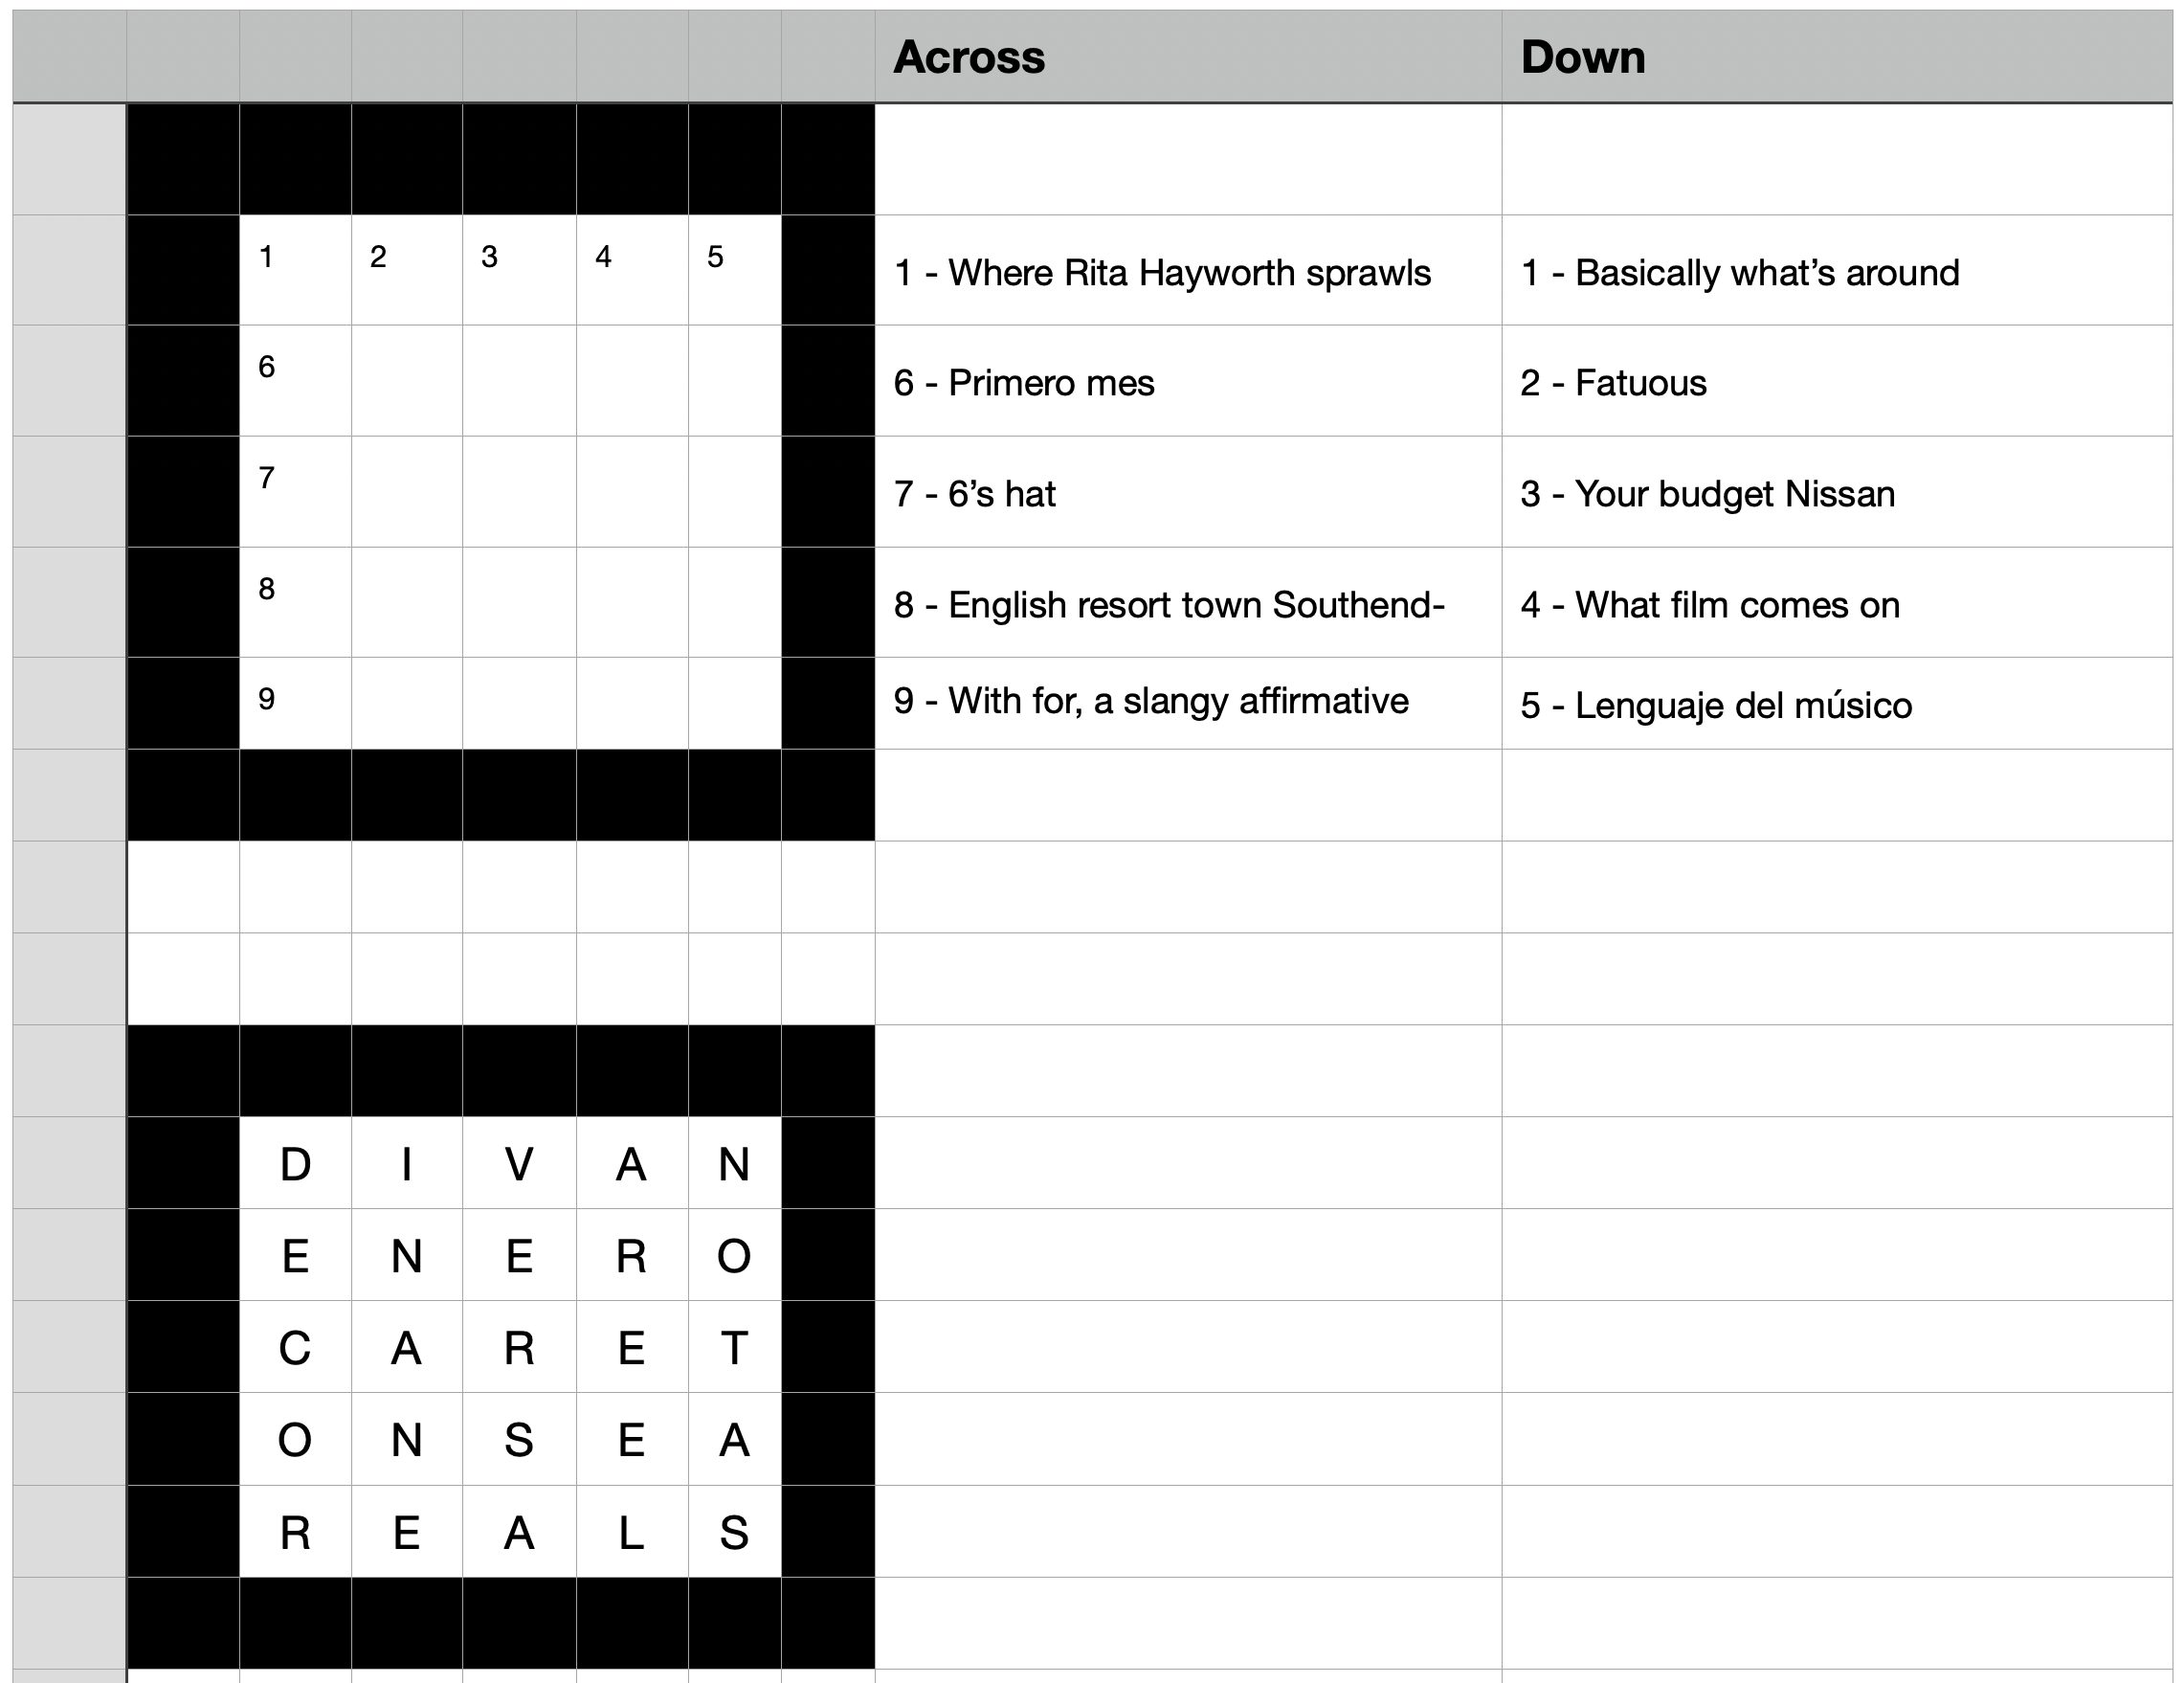 Across Down
1 2 3 4 5 1 - Where Rita Hayworth sprawls 1 - Basically what’s around
6 6 - Primero mes 2 - Fatuous
7 7 - 6’s hat 3 - Your budget Nissan
8 8 - English resort town Southend- 4 - What film comes on
9 9 - With for, a slangy affirmative 5 - Lenguaje del músico
D I V A N
E N E R O
C A R E T
O N S E A
R E A L S